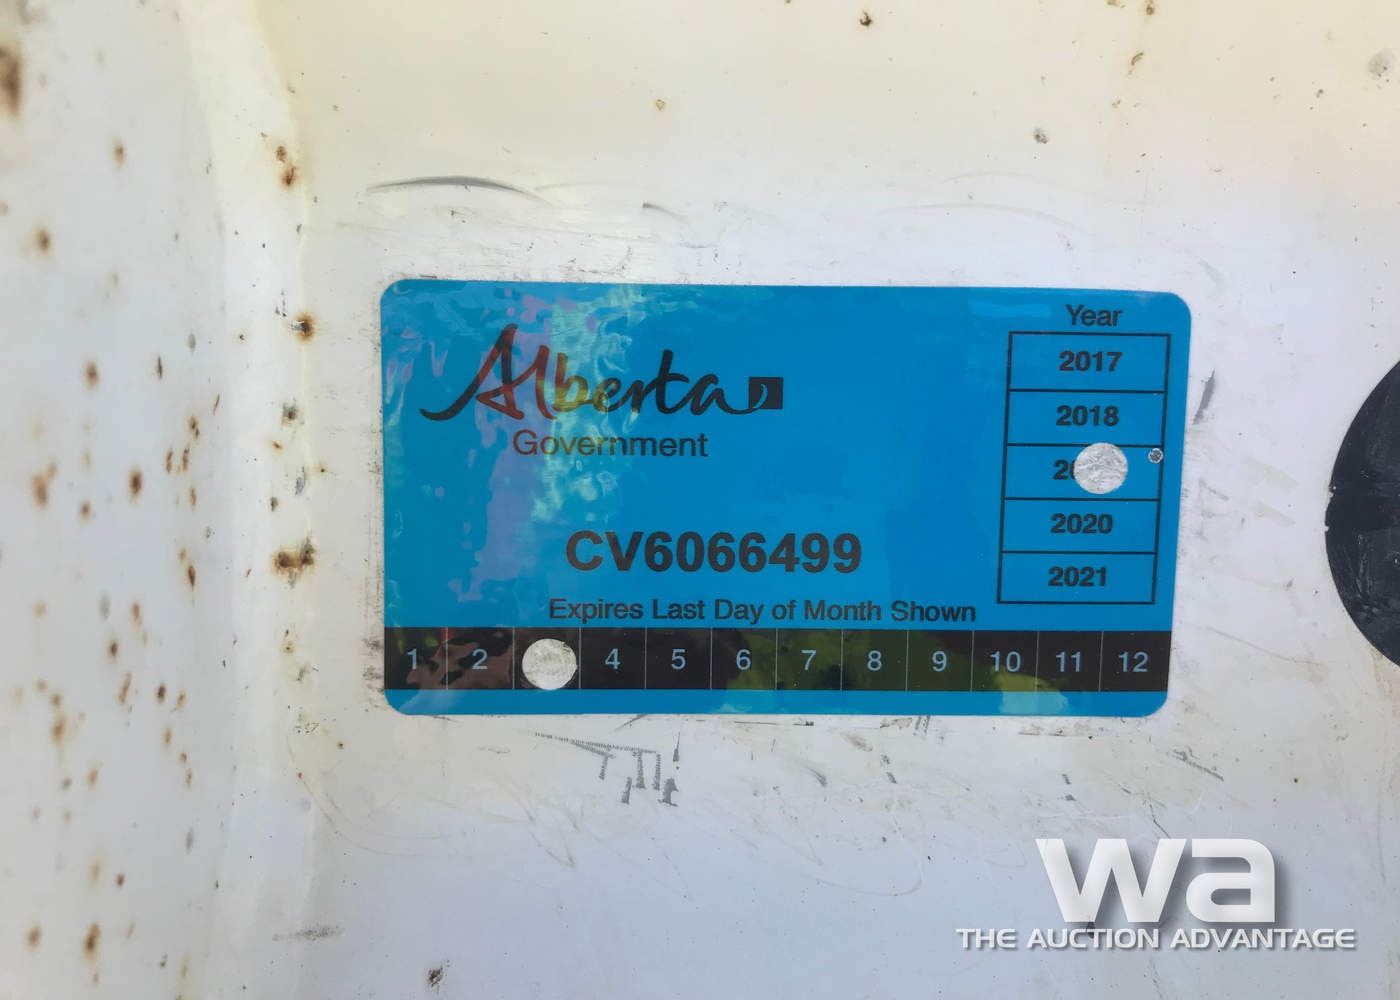 Alberta
Government
Year
2017
2018
2020
2021
CV6066499
Expires Last Day of Month Shown
1 2 4 5 6 7 8 9 10 11 12
wa
THE AUCTION ADVANTAGE